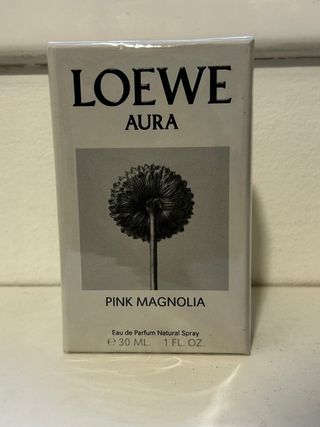 LOEWE
AURA
PINK MAGNOLIA
Eau de Parfum Natural Spray
℮ 30 ML. 1 FL. OZ.